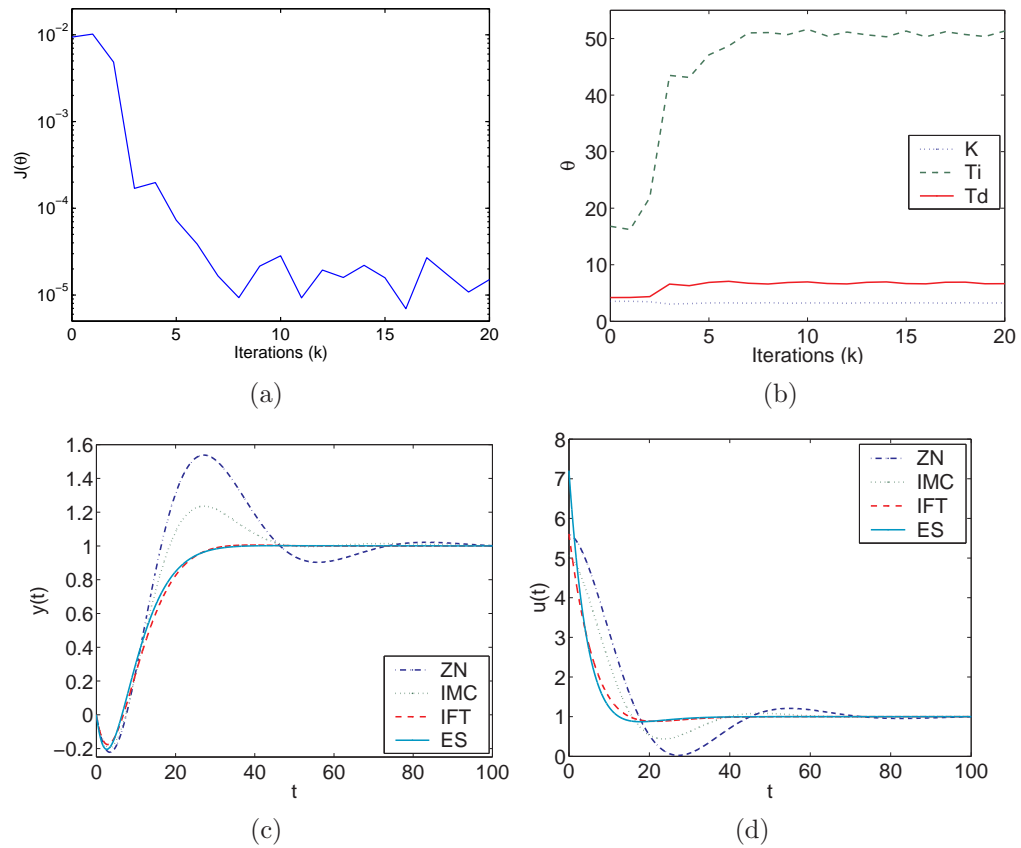 10^-2
10^-3
10^-4
10^-5
J(θ)
0 5 10 15 20
Iterations (k)
(a)
50
40
30
20
10
0
θ
K
Ti
Td
0 5 10 15 20
Iterations (k)
(b)
1.6
1.4
1.2
1
0.8
0.6
0.4
0.2
0
−0.2
y(t)
ZN
IMC
IFT
ES
0 20 40 60 80 100
t
(c)
8
7
6
5
4
3
2
1
0
u(t)
ZN
IMC
IFT
ES
0 20 40 60 80 100
t
(d)